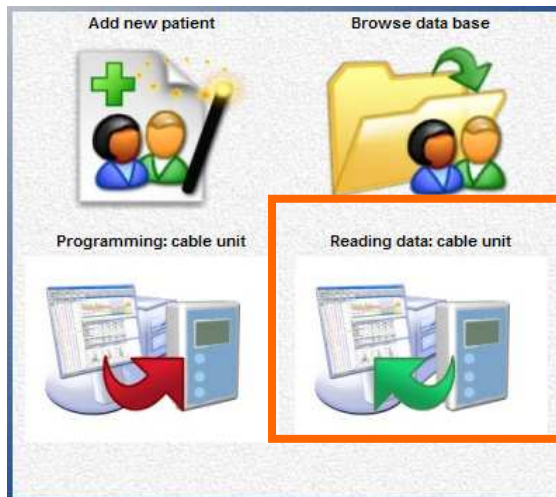 Add new patient
Browse data base
Programming: cable unit
Reading data: cable unit